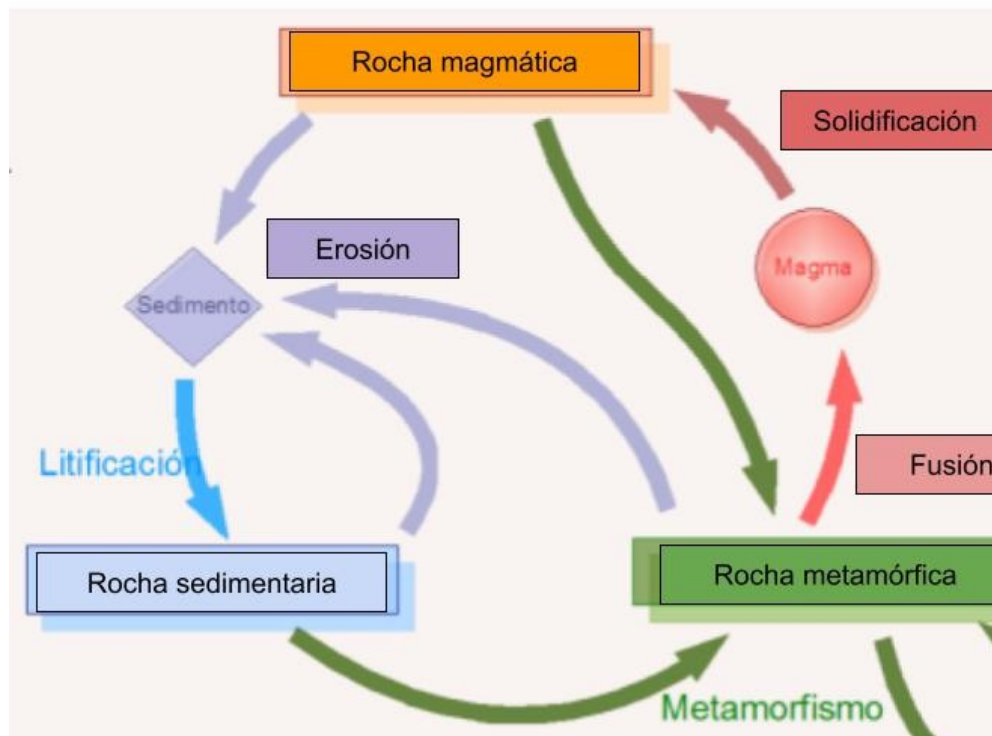 Rocha magmática
Solidificación
Erosión
Magma
Sedimento
Litificación
Fusión
Rocha sedimentaria
Rocha metamórfica
Metamorfismo